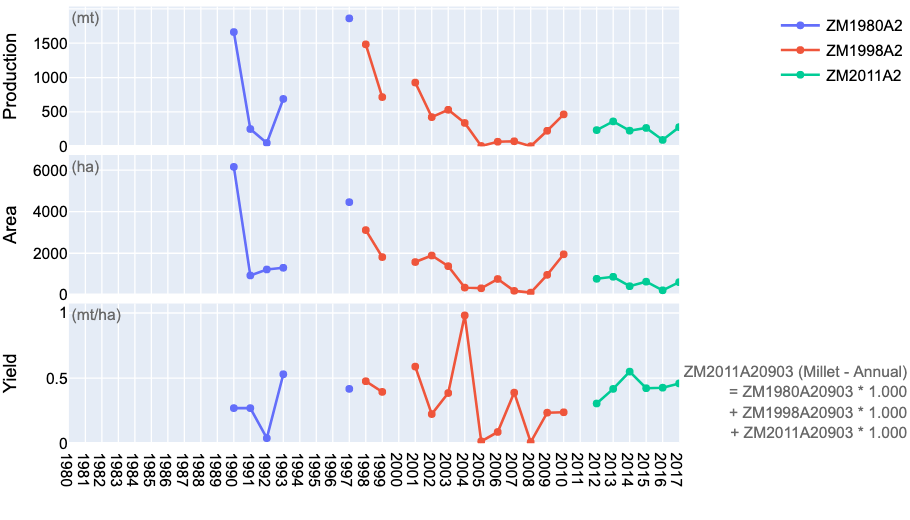 (mt)
Production
1500
1000
500
0
ZM1980A2
ZM1998A2
ZM2011A2
(ha)
Area
6000
4000
2000
0
(mt/ha)
Yield
1
0.5
0
ZM2011A20903 (Millet - Annual)
= ZM1980A20903 * 1.000
+ ZM1998A20903 * 1.000
+ ZM2011A20903 * 1.000
1980 1981 1982 1983 1984 1985 1986 1987 1988 1989 1990 1991 1992 1993 1994 1995 1996 1997 1998 1999 2000 2001 2002 2003 2004 2005 2006 2007 2008 2009 2010 2011 2012 2013 2014 2015 2016 2017